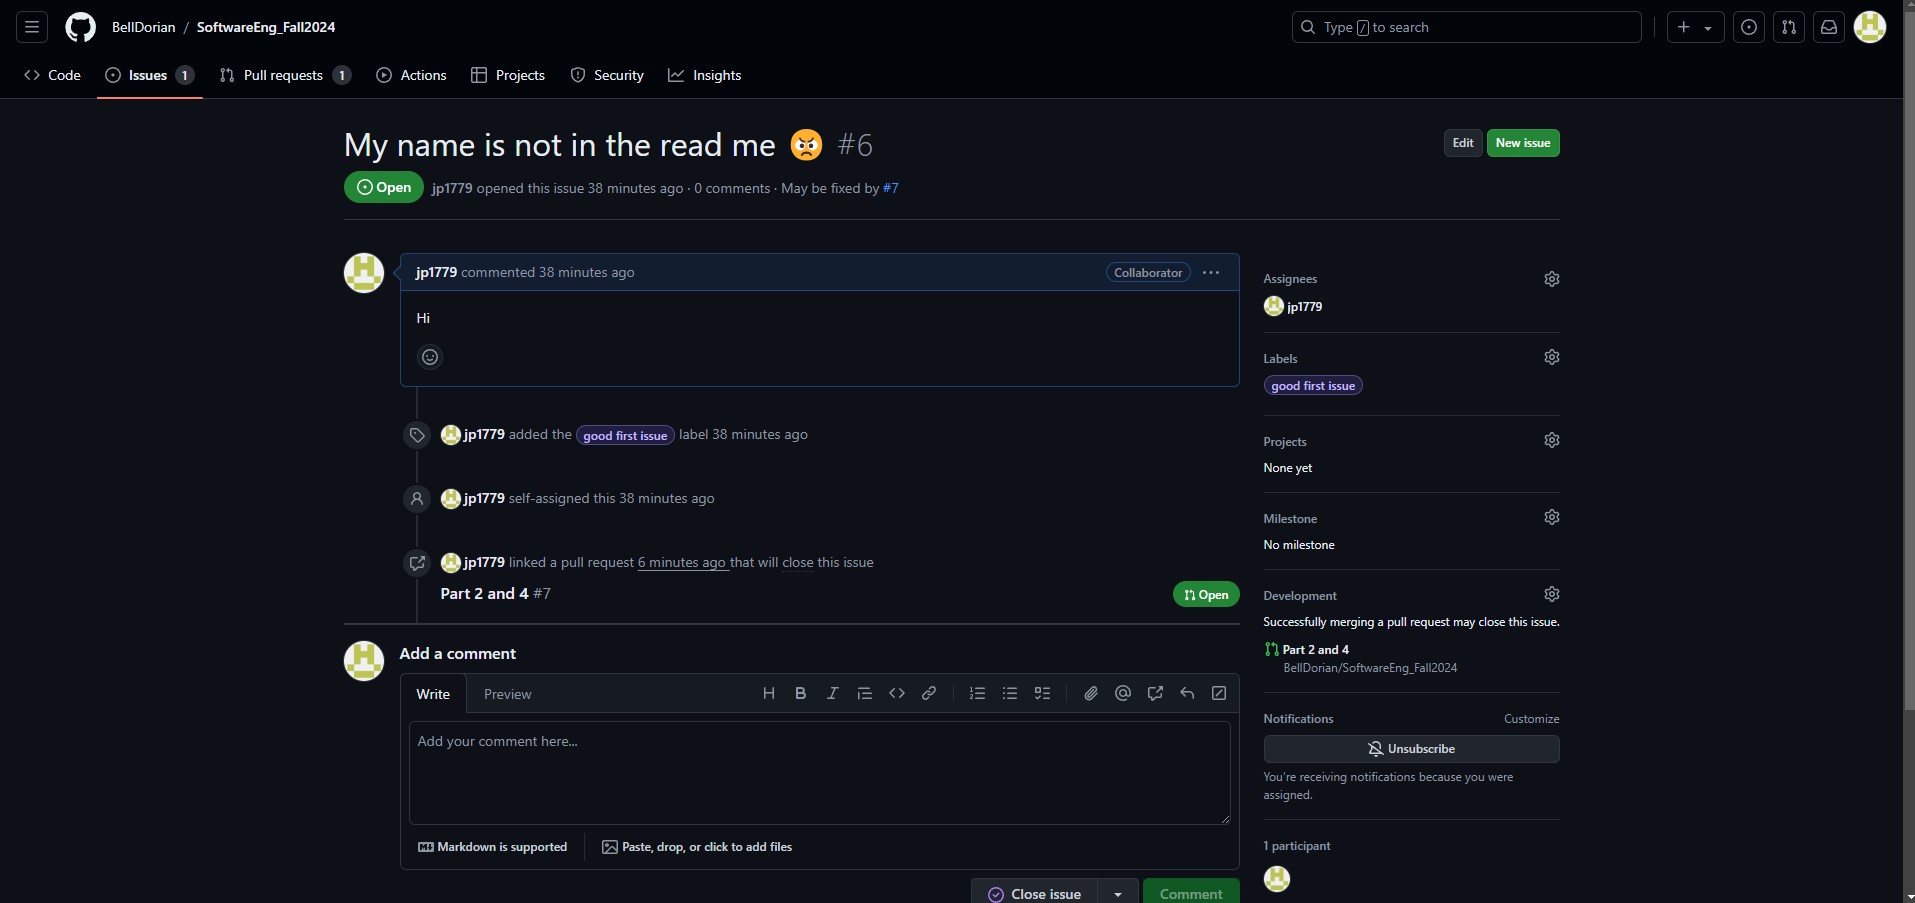 BellDorian / SoftwareEng_Fall2024
Type / to search
Code
Issues 1
Pull requests 1
Actions
Projects
Security
Insights
My name is not in the read me 😡 #6
Edit
New issue
Open
jp1779 opened this issue 38 minutes ago · 0 comments · May be fixed by #7
jp1779 commented 38 minutes ago
Collaborator
Hi
jp1779 added the good first issue label 38 minutes ago
jp1779 self-assigned this 38 minutes ago
jp1779 linked a pull request 6 minutes ago that will close this issue
Part 2 and 4 #7
Open
Add a comment
Write
Preview
Add your comment here...
Markdown is supported
Paste, drop, or click to add files
Close issue
Comment
Assignees
jp1779
Labels
good first issue
Projects
None yet
Milestone
No milestone
Development
Successfully merging a pull request may close this issue.
Part 2 and 4
BellDorian/SoftwareEng_Fall2024
Notifications
Customize
Unsubscribe
You're receiving notifications because you were
assigned.
1 participant